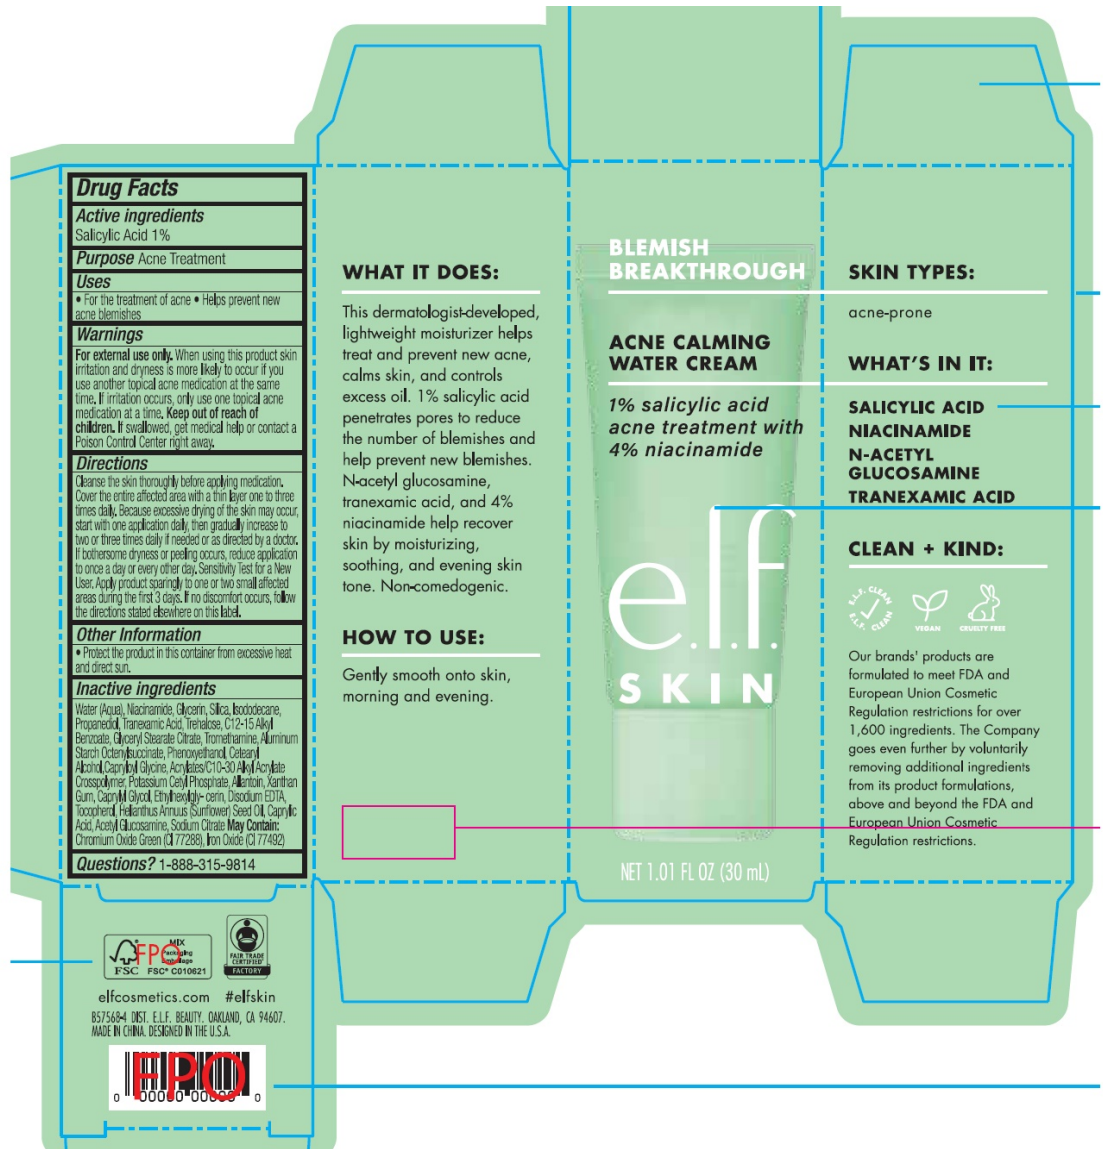 Drug Facts
Active ingredients
Salicylic Acid 1%
Purpose Acne Treatment
Uses
• For the treatment of acne • Helps prevent new
acne blemishes
Warnings
For external use only. When using this product skin
irritation and dryness is more likely to occur if you
use another topical acne medication at the same
time. If irritation occurs, only use one topical acne
medication at a time. Keep out of reach of
children. If swallowed, get medical help or contact a
Poison Control Center right away.
Directions
Cleanse the skin thoroughly before applying medication.
Cover the entire affected area with a thin layer one to three
times daily. Because excessive drying of the skin may occur,
start with one application daily, then gradually increase to
two or three times daily if needed or as directed by a doctor.
If bothersome dryness or peeling occurs, reduce application
to once a day or every other day. Sensitivity Test for a New
User. Apply product sparingly to one or two small affected
areas during the first 3 days. If no discomfort occurs, follow
the directions stated elsewhere on this label.
Other Information
• Protect the product in this container from excessive heat
and direct sun.
Inactive ingredients
Water (Aqua), Niacinamide, Glycerin, Silica, Isododecane,
Propanediol, Tranexamic Acid, Trehalose, C12-15 Alkyl
Benzoate, Glyceryl Stearate Citrate, Tromethamine, Aluminum
Starch Octenylsuccinate, Phenoxyethanol, Cetearyl
Alcohol,Capryloyl Glycine, Acrylates/C10-30 Alkyl Acrylate
Crosspolymer, Potassium Cetyl Phosphate, Allantoin, Xanthan
Gum, Caprylyl Glycol, Ethylhexylgly- cerin, Disodium EDTA,
Tocopherol, Helianthus Annuus (Sunflower) Seed Oil, Caprylic
Acid, Acetyl Glucosamine, Sodium Citrate May Contain:
Chromium Oxide Green (CI 77288), Iron Oxide (CI 77492)
Questions? 1-888-315-9814
WHAT IT DOES:
This dermatologist-developed,
lightweight moisturizer helps
treat and prevent new acne,
calms skin, and controls
excess oil. 1% salicylic acid
penetrates pores to reduce
the number of blemishes and
help prevent new blemishes.
N-acetyl glucosamine,
tranexamic acid, and 4%
niacinamide help recover
skin by moisturizing,
soothing, and evening skin
tone. Non-comedogenic.
HOW TO USE:
Gently smooth onto skin,
morning and evening.
BLEMISH
BREAKTHROUGH
ACNE CALMING
WATER CREAM
1% salicylic acid
acne treatment with
4% niacinamide
e.l.f.
SKIN
NET 1.01 FL OZ (30 mL)
SKIN TYPES:
acne-prone
WHAT'S IN IT:
SALICYLIC ACID
NIACINAMIDE
N-ACETYL
GLUCOSAMINE
TRANEXAMIC ACID
CLEAN + KIND:
E.L.F. CLEAN
E.L.F. CLEAN
VEGAN
CRUELTY FREE
Our brands' products are
formulated to meet FDA and
European Union Cosmetic
Regulation restrictions for over
1,600 ingredients. The Company
goes even further by voluntarily
removing additional ingredients
from its product formulations,
above and beyond the FDA and
European Union Cosmetic
Regulation restrictions.
MIX
Packaging
Emballage
FPO
FSC
FSC® C010621
FAIR TRADE
CERTIFIED
FACTORY
elfcosmetics.com #elfskin
B57568-4 DIST. E.L.F. BEAUTY. OAKLAND, CA 94607.
MADE IN CHINA. DESIGNED IN THE U.S.A.
FPO
0 00000 00000 0